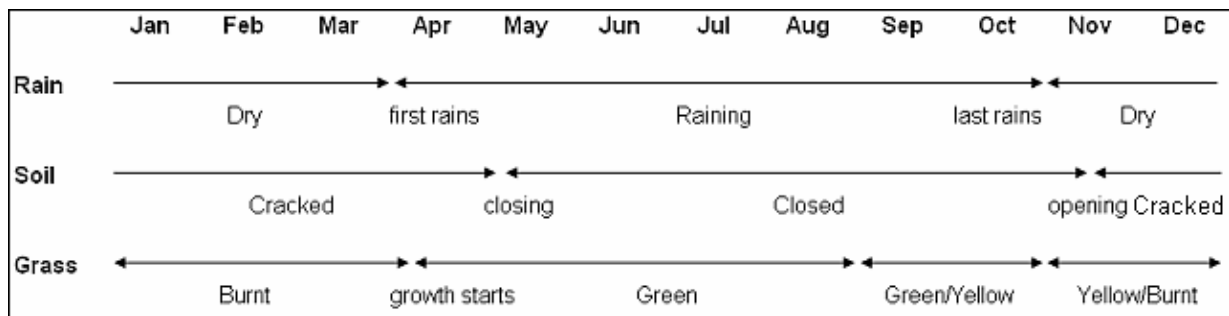 Jan Feb Mar Apr May Jun Jul Aug Sep Oct Nov Dec
Rain
Dry first rains Raining last rains Dry
Soil
Cracked closing Closed opening Cracked
Grass
Burnt growth starts Green Green/Yellow Yellow/Burnt